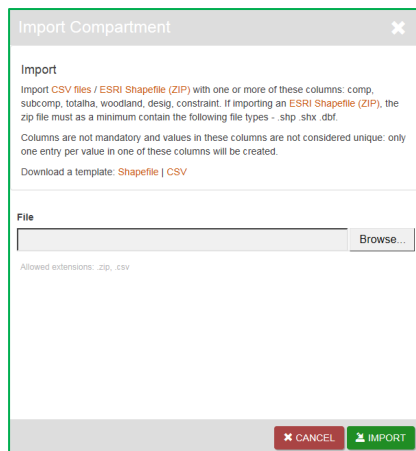 Import Compartment
Import
Import CSV files / ESRI Shapefile (ZIP) with one or more of these columns: comp,
subcomp, totalha, woodland, desig, constraint. If importing an ESRI Shapefile (ZIP), the
zip file must as a minimum contain the following file types - .shp .shx .dbf.
Columns are not mandatory and values in these columns are not considered unique: only
one entry per value in one of these columns will be created.
Download a template: Shapefile | CSV
File
Browse...
Allowed extensions: .zip, .csv
CANCEL
IMPORT